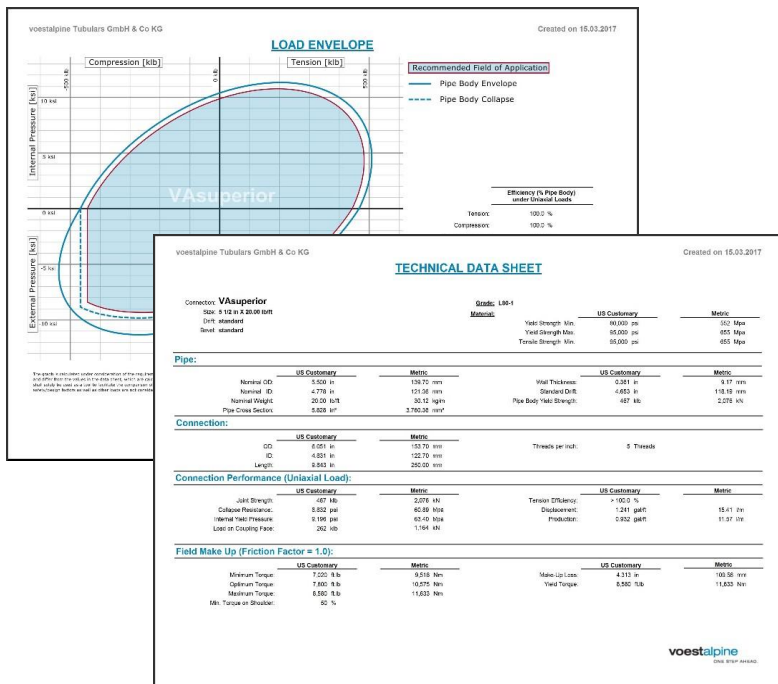 voestalpine Tubulars GmbH & Co KG
Created on 15.03.2017
LOAD ENVELOPE
Compression [klb]
Tension [klb]
-500 klb
0 klb
500 klb
Recommended Field of Application
Pipe Body Envelope
Pipe Body Collapse
Internal Pressure [ksi]
External Pressure [ksi]
10 ksi
5 ksi
0 ksi
-5 ksi
VAsuperior
Efficiency (% Pipe Body)
under Uniaxial Loads
Tension: 100.0 %
Compression: 100.0 %
voestalpine Tubulars GmbH & Co KG
Created on 15.03.2017
TECHNICAL DATA SHEET
Connection: VAsuperior
Size: 5 1/2 in X 20.00 lb/ft
Drift: standard
Bevel: standard
Grade: L80-1
Material: US Customary Metric
Yield Strength Min. 80,000 psi 552 Mpa
Yield Strength Max. 95,000 psi 655 Mpa
Tensile Strength Min. 95,000 psi 655 Mpa
Pipe:
US Customary Metric US Customary Metric
Nominal OD: 5.500 in 139.70 mm Wall Thickness: 0.361 in 9.17 mm
Nominal ID: 4.778 in 121.36 mm Standard Drift: 4.653 in 118.19 mm
Nominal Weight: 20.00 lb/ft 30.12 kg/m Pipe Body Yield Strength: 467 klb 2,076 kN
Pipe Cross Section: 5.828 in² 3,760.36 mm²
Connection:
US Customary Metric
OD: 6.051 in 153.70 mm Threads per Inch: 5 Threads
ID: 4.831 in 122.70 mm
Length: 9.843 in 250.00 mm
Connection Performance (Uniaxial Load):
US Customary Metric US Customary Metric
Joint Strength: 467 klb 2,076 kN Tension Efficiency: > 100.0 %
Collapse Resistance: 8,832 psi 60.89 Mpa Displacement: 1.241 gal/ft 15.41 l/m
Internal Yield Pressure: 9,196 psi 63.40 Mpa Production: 0.932 gal/ft 11.57 l/m
Load on Coupling Face: 262 klb 1,164 kN
Field Make Up (Friction Factor = 1.0):
US Customary Metric US Customary Metric
Minimum Torque: 7,020 ft.lb 9,518 Nm Make-Up Loss: 4.313 in 109.56 mm
Optimum Torque: 7,800 ft.lb 10,575 Nm Yield Torque: 8,580 ft.lb 11,633 Nm
Maximum Torque: 8,580 ft.lb 11,633 Nm
Min. Torque on Shoulder: 50 %
voestalpine
ONE STEP AHEAD.